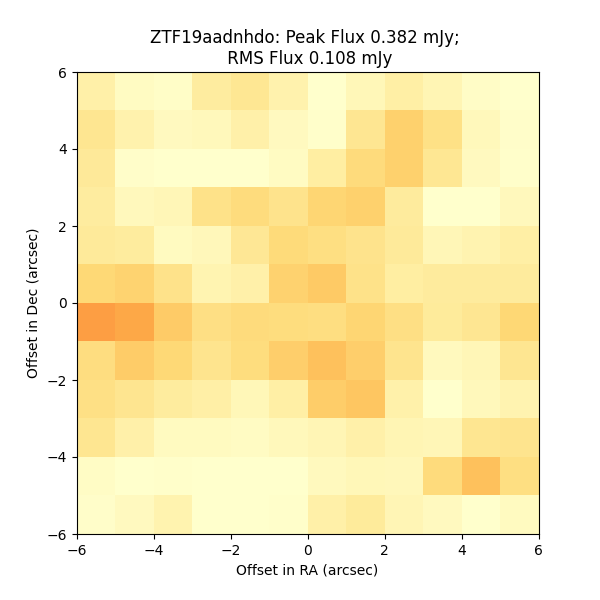 ZTF19aadnhdo: Peak Flux 0.382 mJy;
RMS Flux 0.108 mJy
6
4
2
0
−2
−4
−6
Offset in Dec (arcsec)
−6 −4 −2 0 2 4 6
Offset in RA (arcsec)